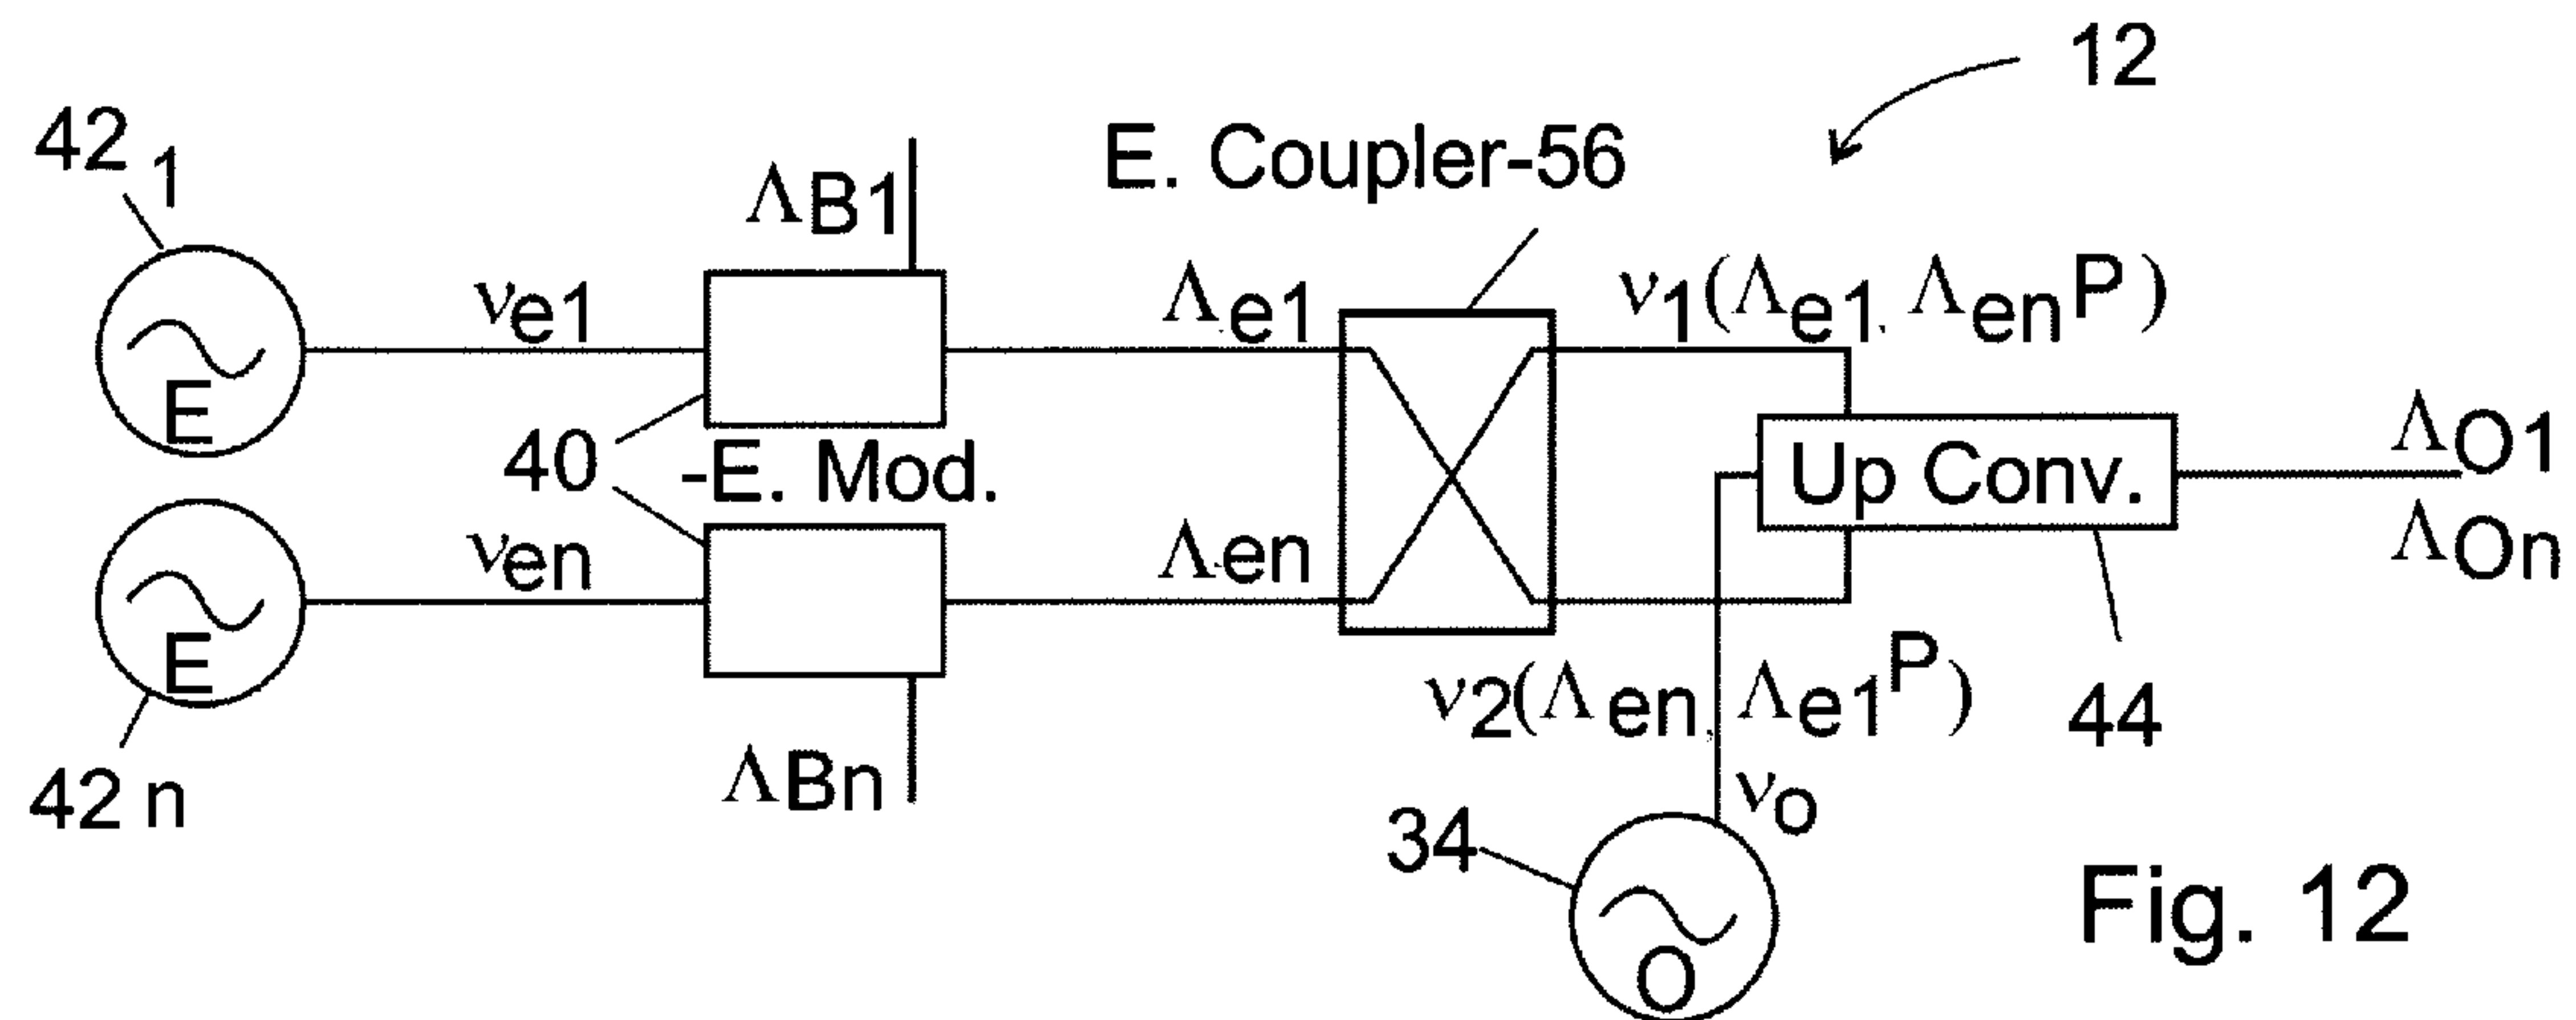 12
42 1
ΛB1
E. Coupler-56
νe1
Λe1
ν1(Λe1, ΛenP)
E
40
-E. Mod.
Up Conv.
ΛO1
ΛOn
νen
Λen
E
ν2(Λen, Λe1P)
44
42 n
ΛBn
νo
34
O
Fig. 12